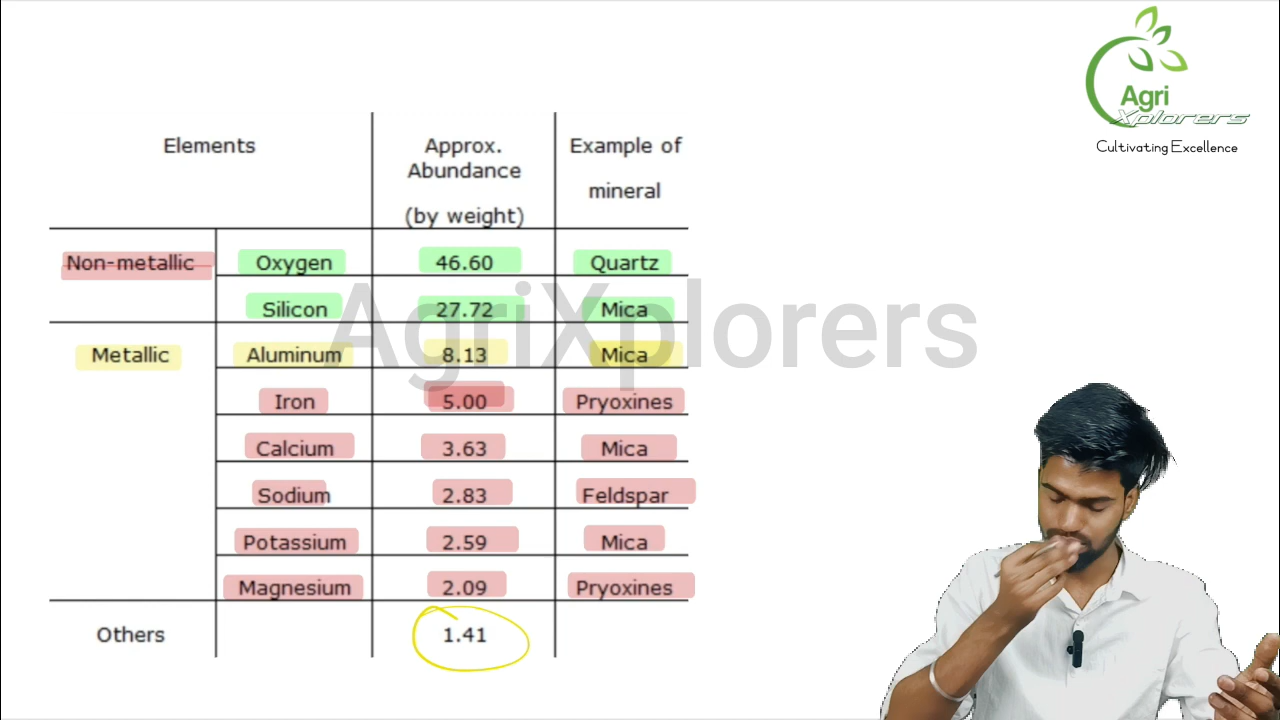 Agri
Xplorers
Cultivating Excellence
Elements Approx. Abundance (by weight) Example of mineral
Non-metallic Oxygen 46.60 Quartz
Silicon 27.72 Mica
AgriXplorers
Metallic Aluminum 8.13 Mica
Iron 5.00 Pryoxines
Calcium 3.63 Mica
Sodium 2.83 Feldspar
Potassium 2.59 Mica
Magnesium 2.09 Pryoxines
Others 1.41